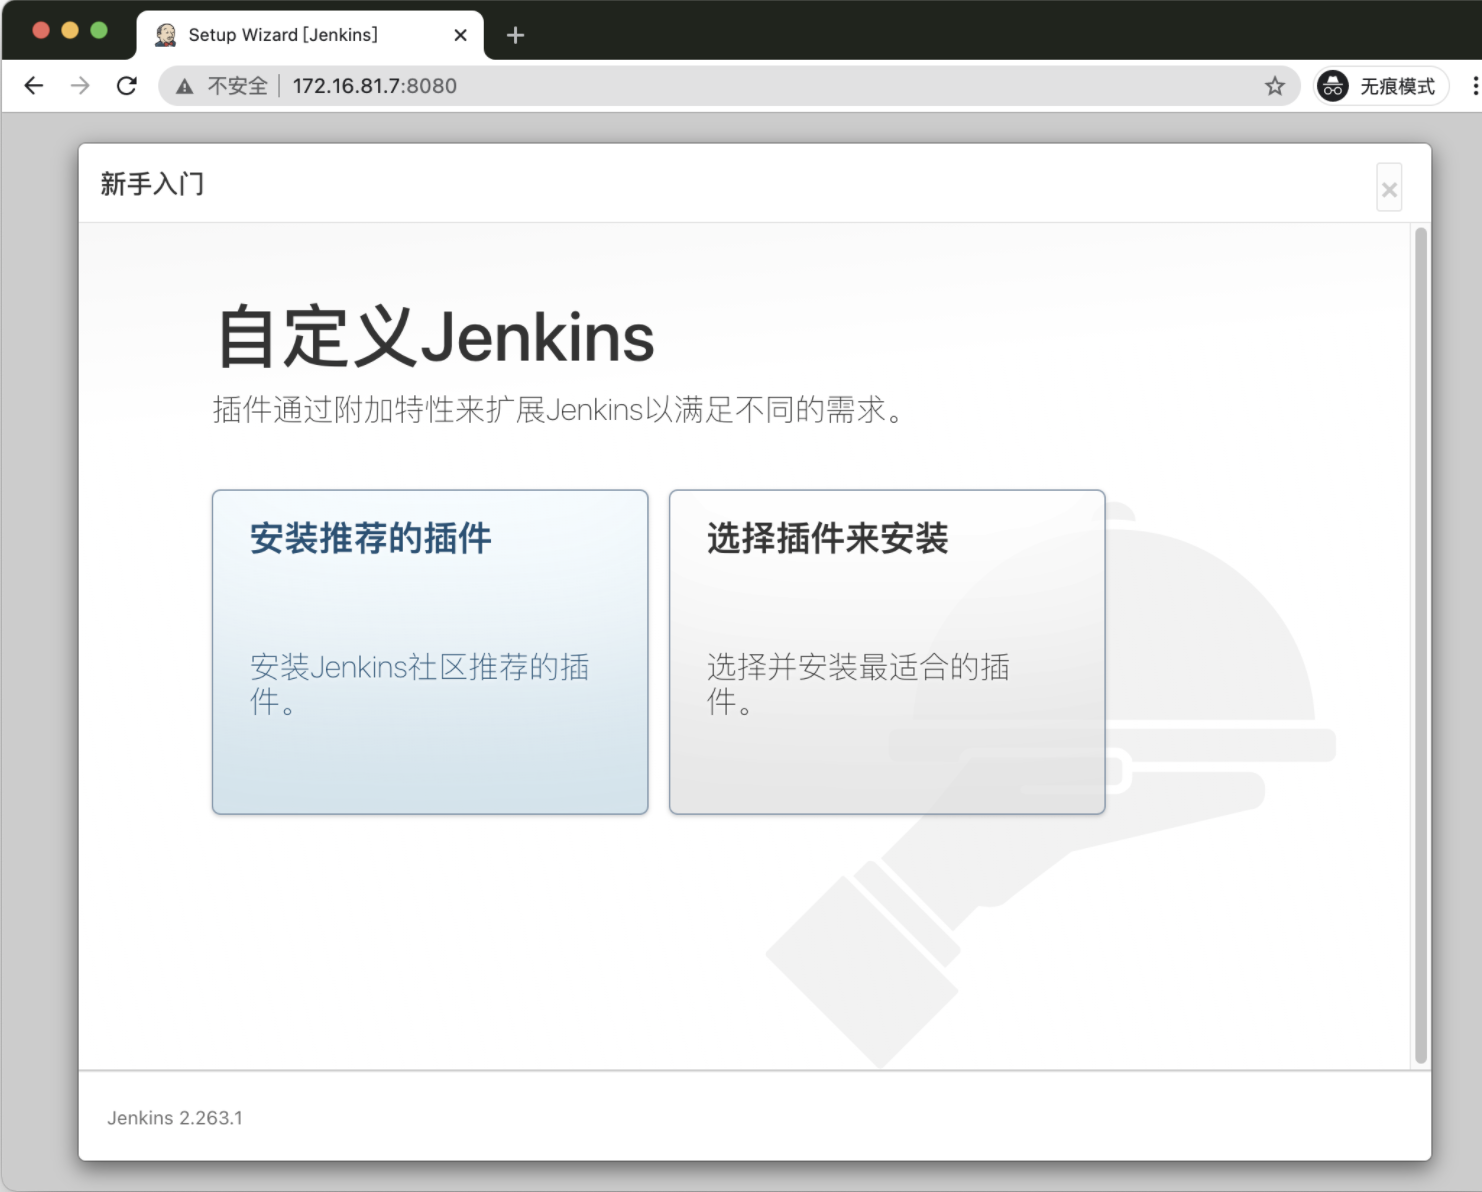 Setup Wizard [Jenkins]
不安全 172.16.81.7:8080
无痕模式
新手入门
自定义Jenkins
插件通过附加特性来扩展Jenkins以满足不同的需求。
安装推荐的插件
安装Jenkins社区推荐的插
件。
选择插件来安装
选择并安装最适合的插
件。
Jenkins 2.263.1